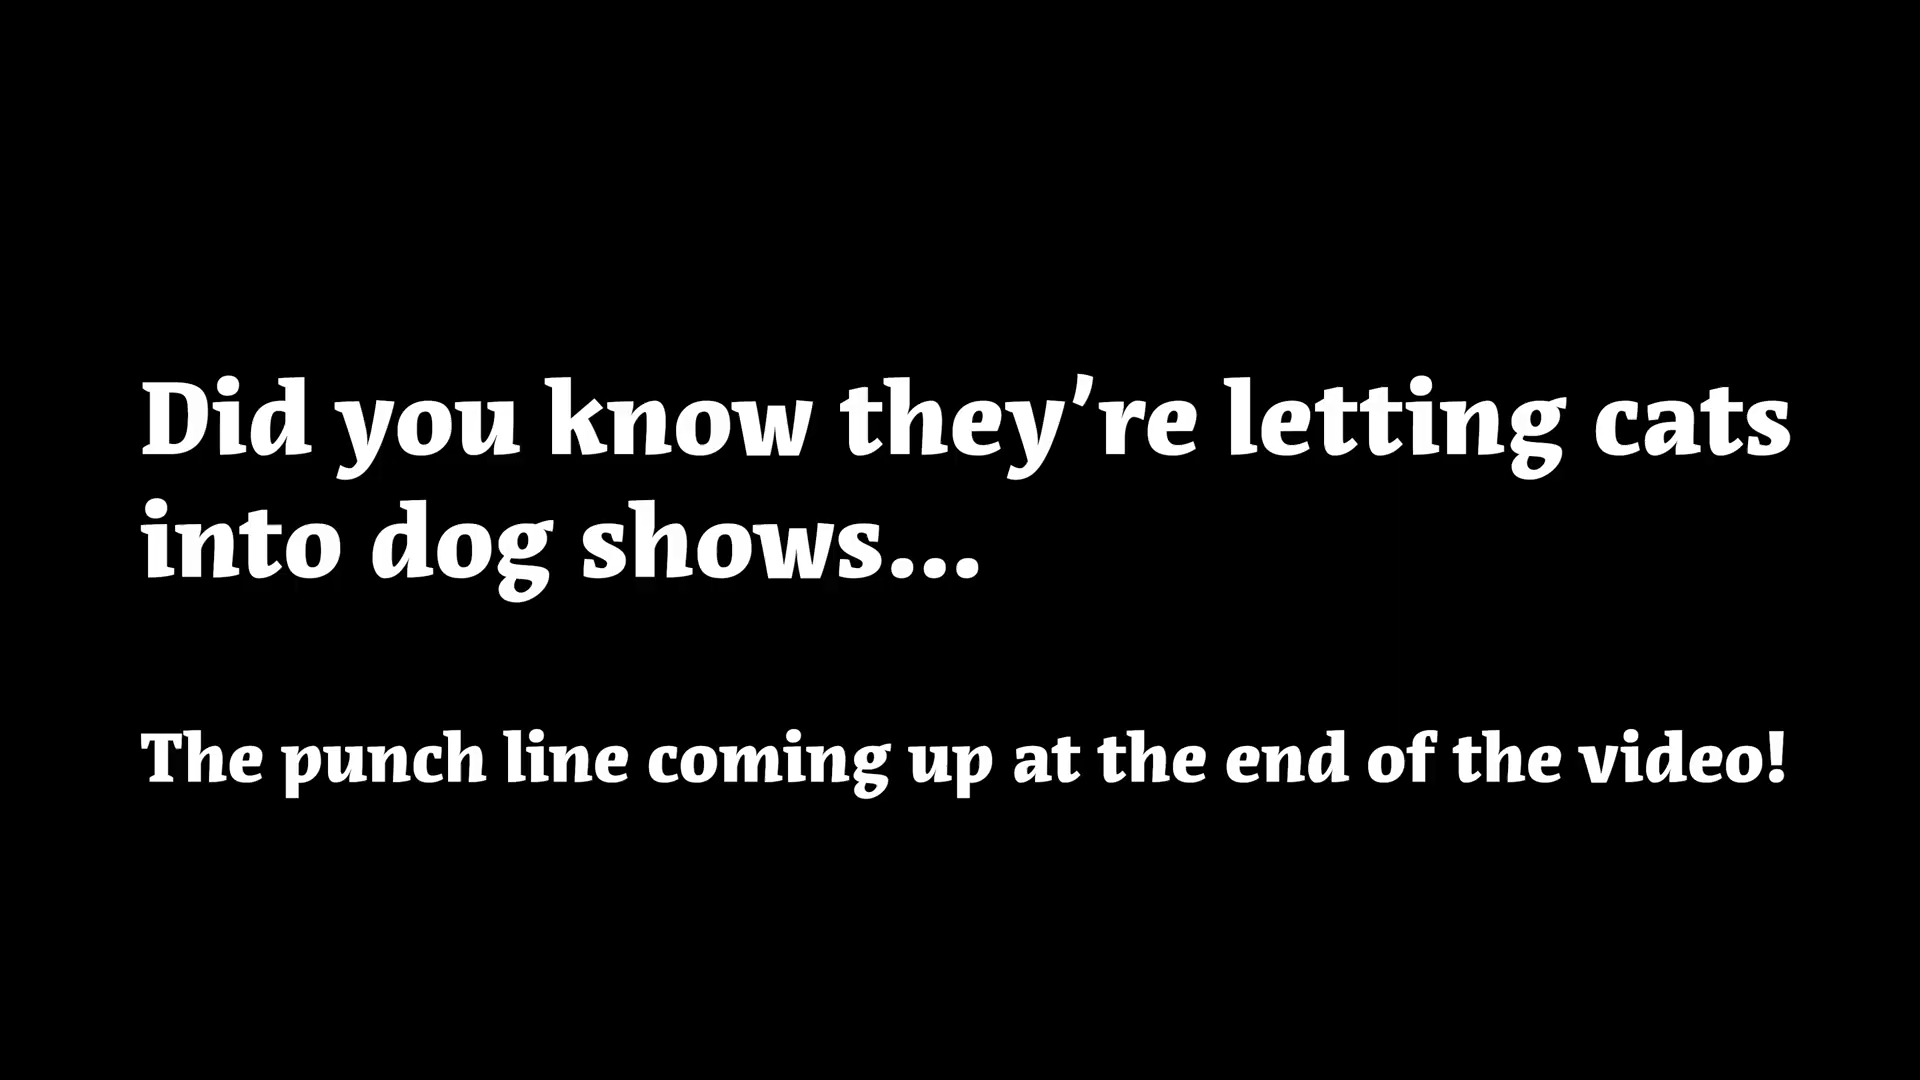 Did you know they’re letting cats
into dog shows...
The punch line coming up at the end of the video!